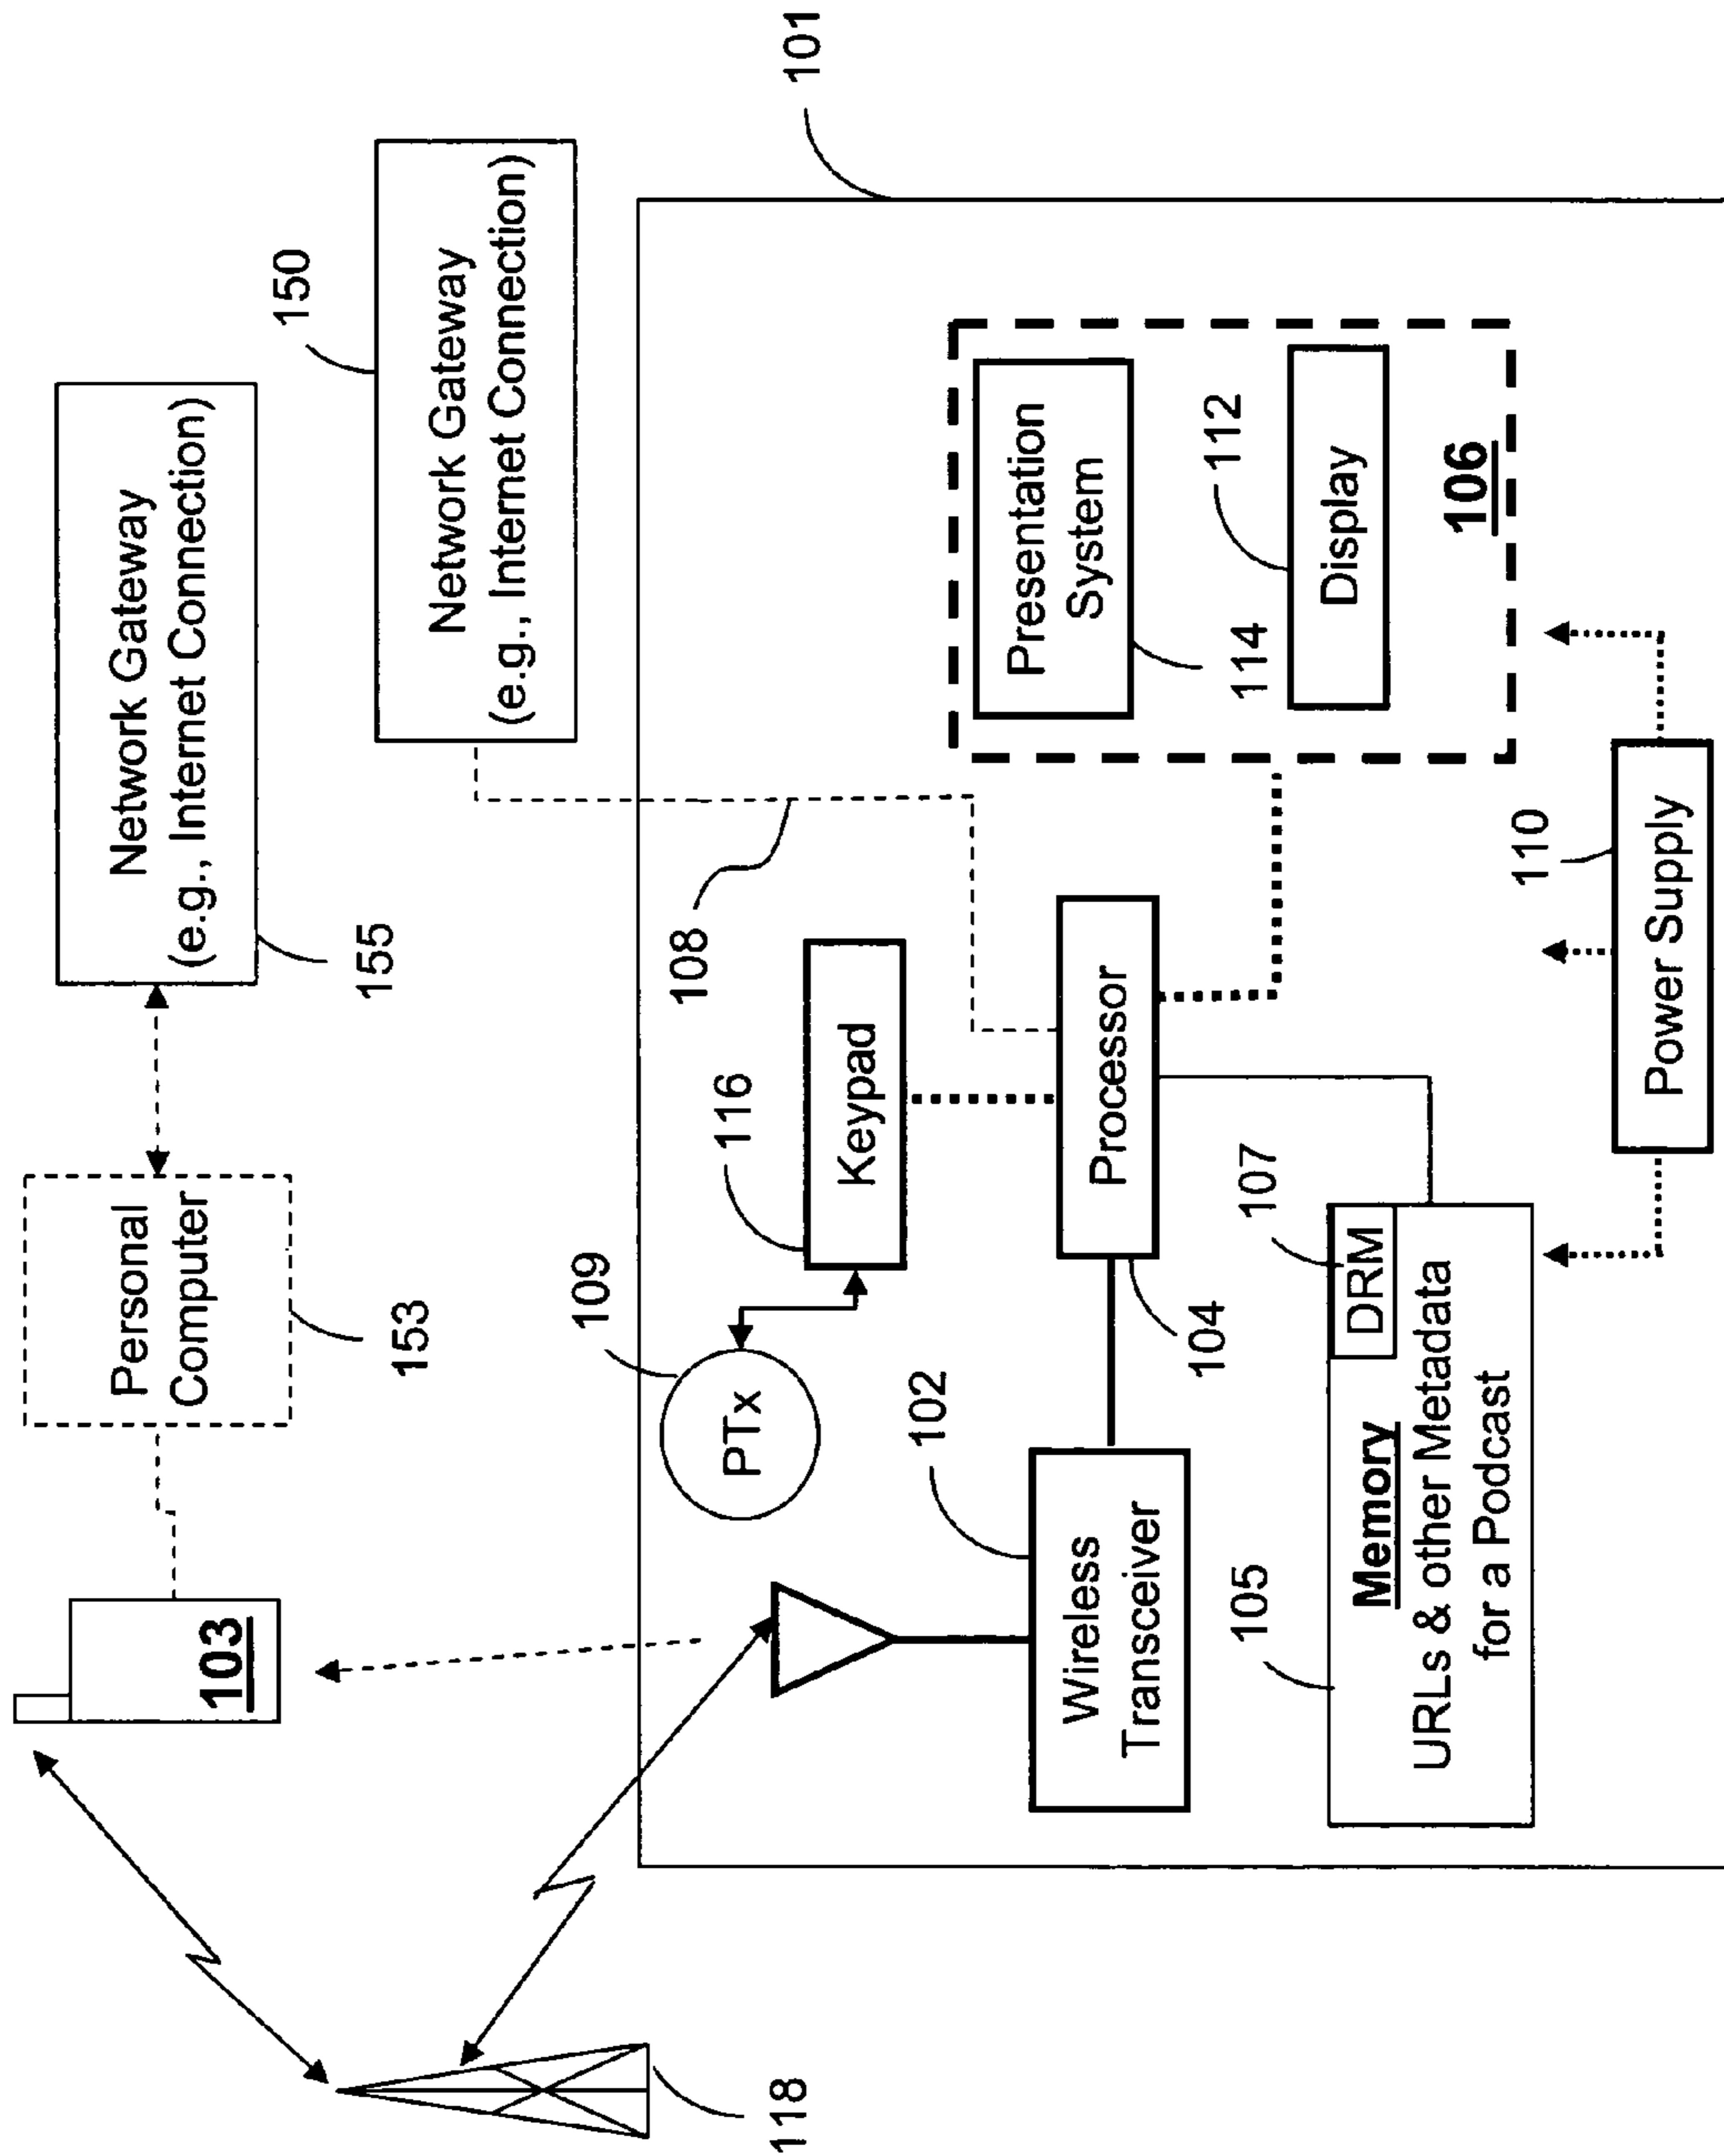 Personal
Computer
153
Network Gateway
(e.g., Internet Connection)
155
103
150
Network Gateway
(e.g., Internet Connection)
101
118
109
PTx
116
Keypad
108
102
Wireless
Transceiver
104
Processor
Presentation
System
114
112
Display
106
105
107
DRM
Memory
URLs & other Metadata
for a Podcast
110
Power Supply